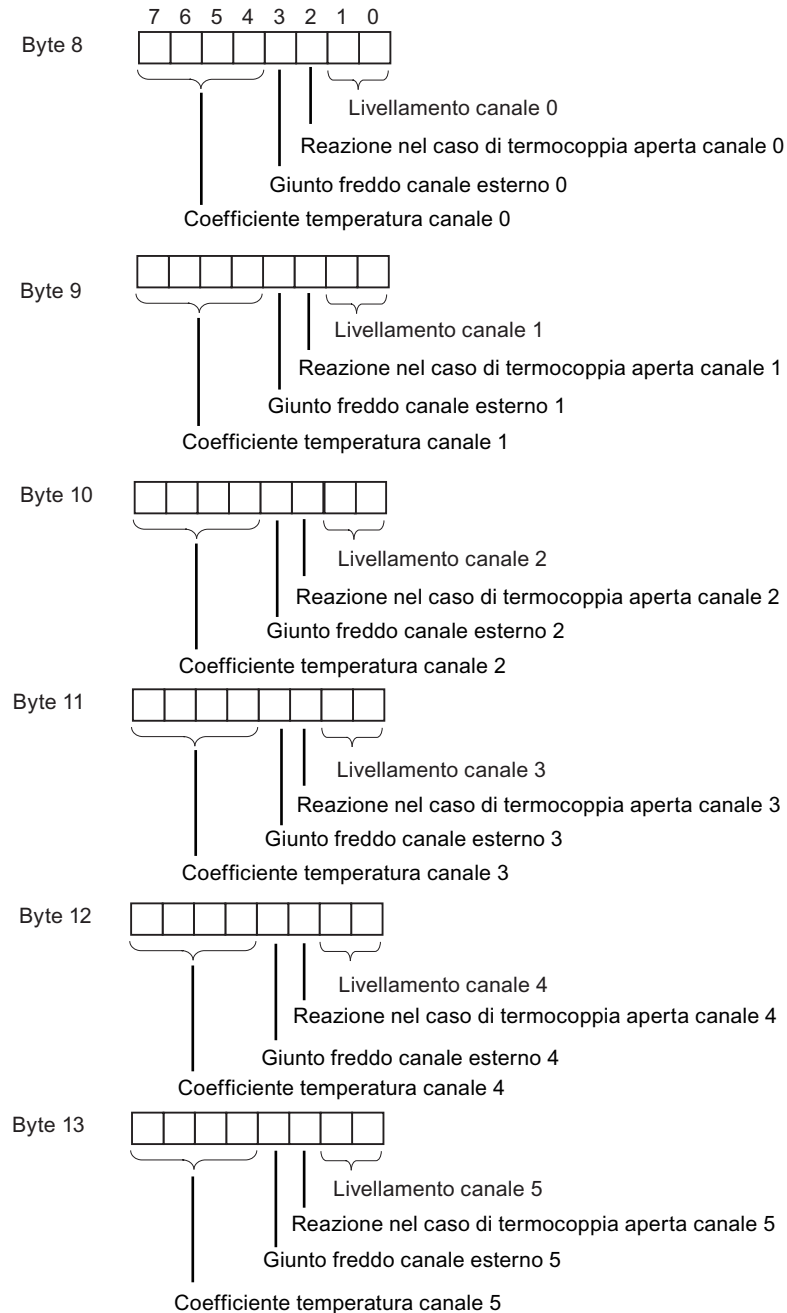 7 6 5 4 3 2 1 0
Byte 8
Livellamento canale 0
Reazione nel caso di termocoppia aperta canale 0
Giunto freddo canale esterno 0
Coefficiente temperatura canale 0
Byte 9
Livellamento canale 1
Reazione nel caso di termocoppia aperta canale 1
Giunto freddo canale esterno 1
Coefficiente temperatura canale 1
Byte 10
Livellamento canale 2
Reazione nel caso di termocoppia aperta canale 2
Giunto freddo canale esterno 2
Coefficiente temperatura canale 2
Byte 11
Livellamento canale 3
Reazione nel caso di termocoppia aperta canale 3
Giunto freddo canale esterno 3
Coefficiente temperatura canale 3
Byte 12
Livellamento canale 4
Reazione nel caso di termocoppia aperta canale 4
Giunto freddo canale esterno 4
Coefficiente temperatura canale 4
Byte 13
Livellamento canale 5
Reazione nel caso di termocoppia aperta canale 5
Giunto freddo canale esterno 5
Coefficiente temperatura canale 5